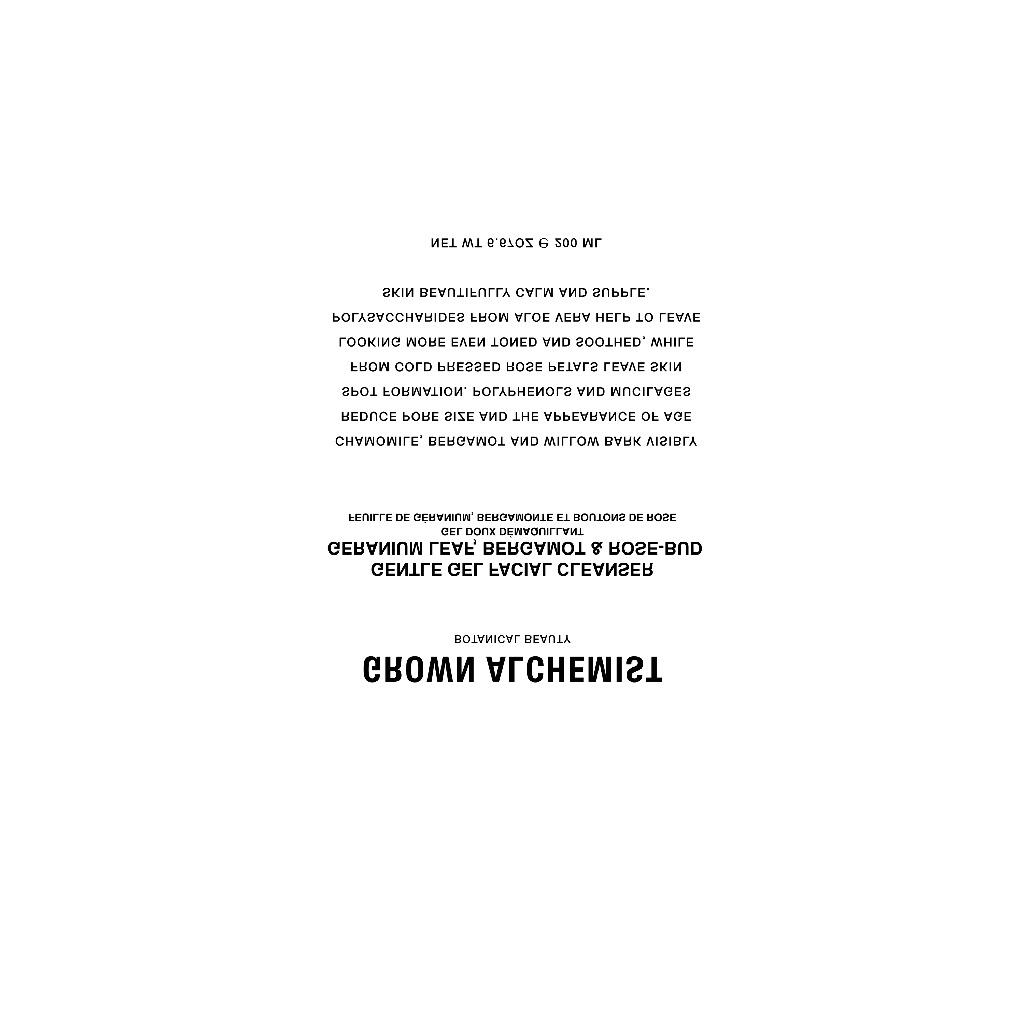 GROWN ALCHEMIST
BOTANICAL BEAUTY
GENTLE GEL FACIAL CLEANSER
GERANIUM LEAF, BERGAMOT & ROSE-BUD
GEL DOUX DÉMAQUILLANT
FEUILLE DE GÉRANIUM, BERGAMONTE ET BOUTONS DE ROSE
CHAMOMILE, BERGAMOT AND WILLOW BARK VISIBLY
REDUCE PORE SIZE AND THE APPEARANCE OF AGE
SPOT FORMATION. POLYPHENOLS AND MUCILAGES
FROM COLD PRESSED ROSE PETALS LEAVE SKIN
LOOKING MORE EVEN TONED AND SOOTHED, WHILE
POLYSACCHARIDES FROM ALOE VERA HELP TO LEAVE
SKIN BEAUTIFULLY CALM AND SUPPLE.
NET WT 6.67OZ ℮ 200 ML